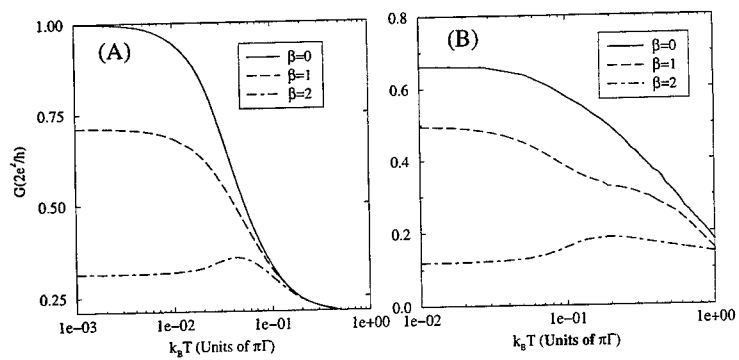 (A)
β=0
β=1
β=2
1.00
0.75
0.50
0.25
G(2e²/h)
1e−03
1e−02
1e−01
1e+00
k_B T (Units of πΓ)
(B)
β=0
β=1
β=2
0.8
0.6
0.4
0.2
0.0
1e−02
1e−01
1e+00
k_B T (Units of πΓ)